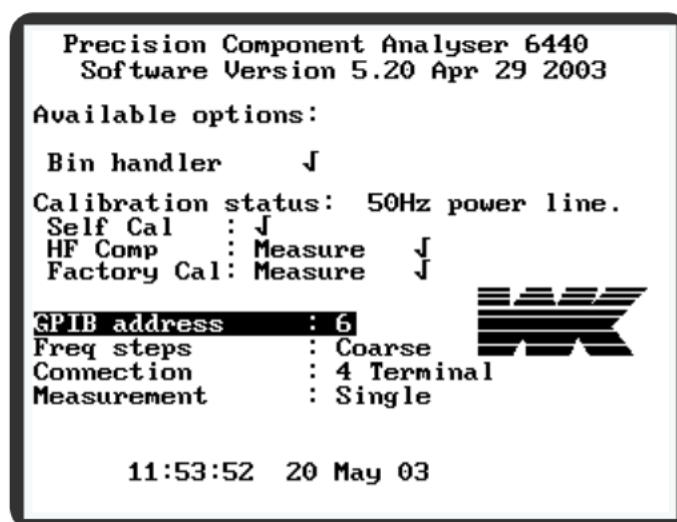 Precision Component Analyser 6440
Software Version 5.20 Apr 29 2003
Available options:
Bin handler √
Calibration status: 50Hz power line.
Self Cal : √
HF Comp : Measure √
Factory Cal: Measure √
GPIB address : 6
Freq steps : Coarse
Connection : 4 Terminal
Measurement : Single
WK
11:53:52 20 May 03